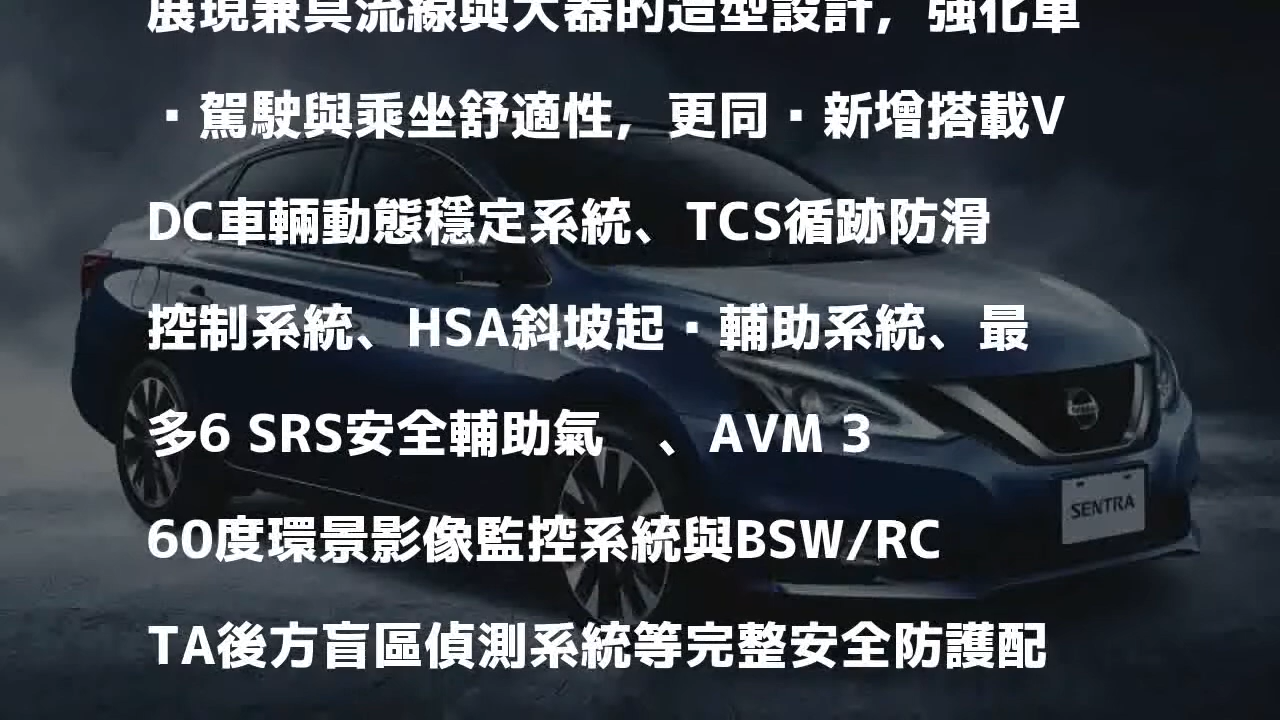 展現兼具流線與大器的造型設計，強化車
·駕駛與乘坐舒適性，更同·新增搭載V
DC車輛動態穩定系統、TCS循跡防滑
控制系統、HSA斜坡起·輔助系統、最
多6 SRS安全輔助氣　、AVM 3
60度環景影像監控系統與BSW/RC
TA後方盲區偵測系統等完整安全防護配
NISSAN
SENTRA